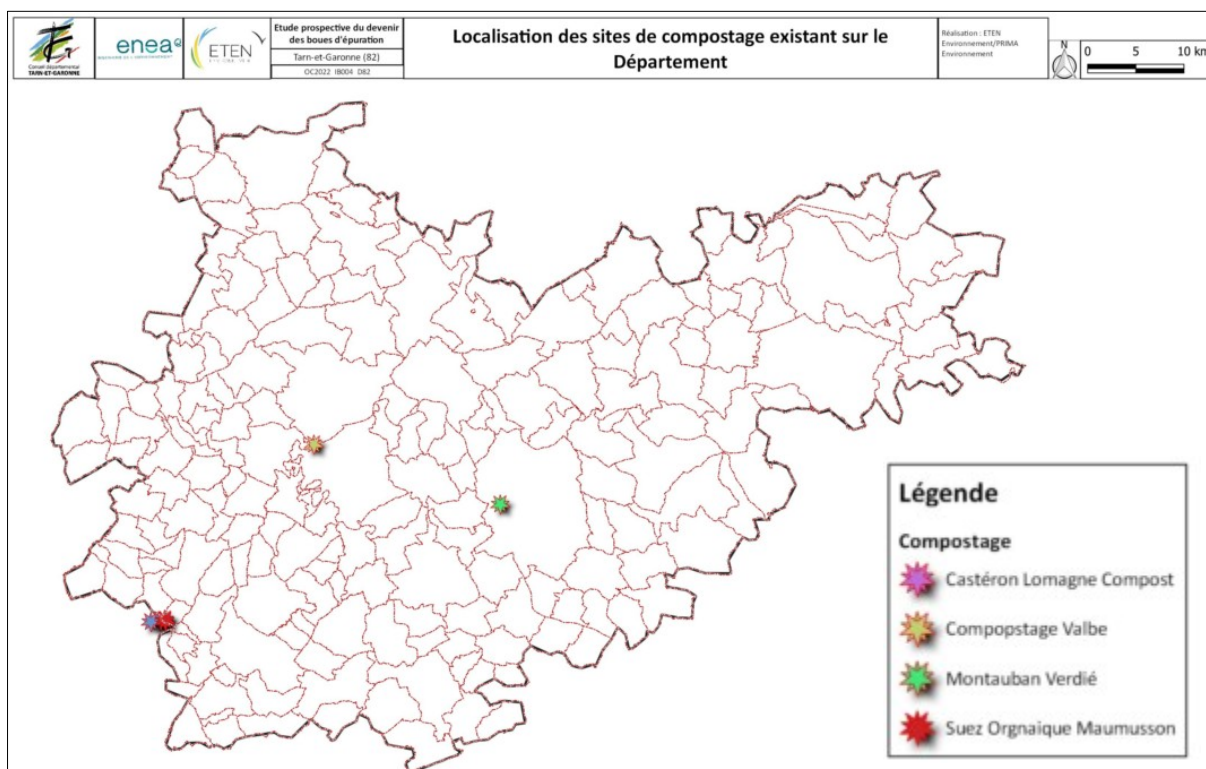 Conseil départemental
TARN-ET-GARONNE
enea
ETEN
Etude prospective du devenir
des boues d'épuration
Tarn-et-Garonne (82)
OC2022 IB004 D82
Localisation des sites de compostage existant sur le
Département
Réalisation : ETEN
Environnement/PRIMA
Environnement
N
0 5 10 km
Légende
Compostage
Castéron Lomagne Compost
Compopstage Valbe
Montauban Verdié
Suez Orgnaique Maumusson